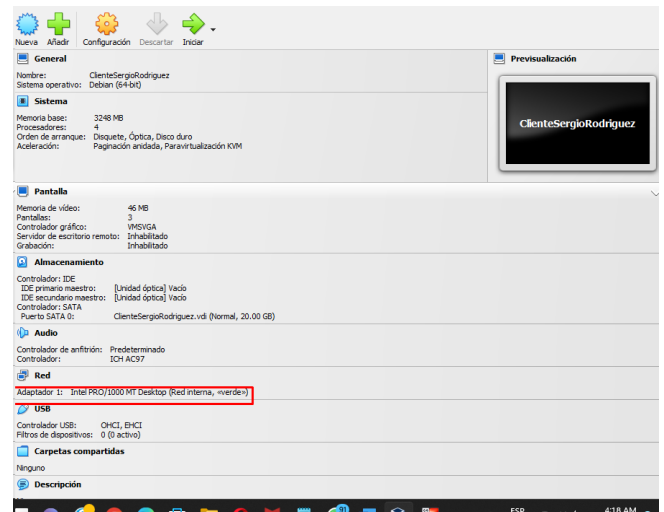 Nueva Añadir Configuración Descartar Iniciar
General
Nombre: ClienteSergioRodriguez
Sistema operativo: Debian (64-bit)
Previsualización
ClienteSergioRodriguez
Sistema
Memoria base: 3248 MB
Procesadores: 4
Orden de arranque: Disquete, Óptica, Disco duro
Aceleración: Paginación anidada, Paravirtualización KVM
Pantalla
Memoria de vídeo: 46 MB
Pantallas: 3
Controlador gráfico: VMSVGA
Servidor de escritorio remoto: Inhabilitado
Grabación: Inhabilitado
Almacenamiento
Controlador: IDE
IDE primario maestro: [Unidad óptica] Vacío
IDE secundario maestro: [Unidad óptica] Vacío
Controlador: SATA
Puerto SATA 0: ClienteSergioRodriguez.vdi (Normal, 20.00 GB)
Audio
Controlador de anfitrión: Predeterminado
Controlador: ICH AC97
Red
Adaptador 1: Intel PRO/1000 MT Desktop (Red interna, «verde»)
USB
Controlador USB: OHCI, EHCI
Filtros de dispositivos: 0 (0 activo)
Carpetas compartidas
Ninguno
Descripción
ESP 4:18 AM